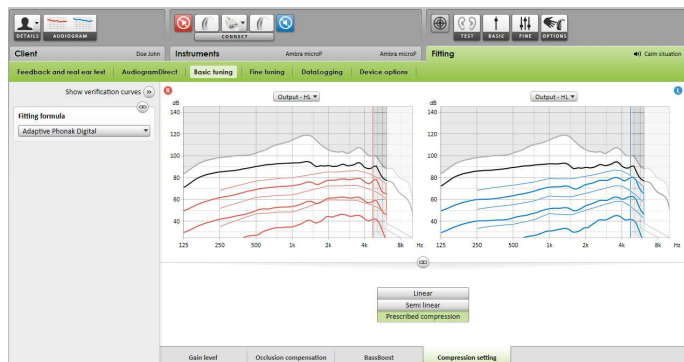 DETAILS AUDIOGRAM CONNECT TEST BASIC FINE OPTIONS
Client Doe John Instruments Ambra microP Ambra microP Fitting Calm situation
Feedback and real ear test AudiogramDirect Basic tuning Fine tuning DataLogging Device options
Show verification curves
Fitting formula
Adaptive Phonak Digital
R
dB Output - HL
140
120
100
80
60
40
125 250 500 1k 2k 4k 8k Hz
L
dB Output - HL
140
120
100
80
60
40
125 250 500 1k 2k 4k 8k Hz
Linear
Semi linear
Prescribed compression
Gain level Occlusion compensation BassBoost Compression setting